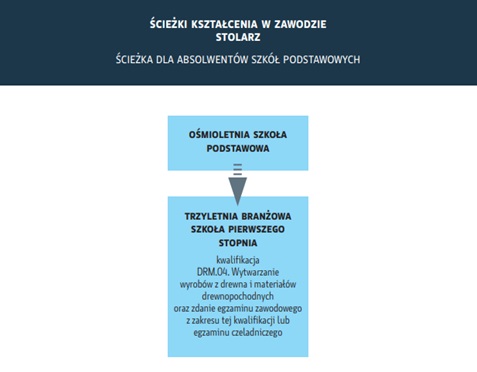 ŚCIEŻKI KSZTAŁCENIA W ZAWODZIE
STOLARZ
ŚCIEŻKA DLA ABSOLWENTÓW SZKÓŁ PODSTAWOWYCH
OŚMIOLETNIA SZKOŁA
PODSTAWOWA
TRZYLETNIA BRANŻOWA
SZKOŁA PIERWSZEGO
STOPNIA
kwalifikacja
DRM.04. Wytwarzanie
wyrobów z drewna i materiałów
drewnopochodnych
oraz zdanie egzaminu zawodowego
z zakresu tej kwalifikacji lub
egzaminu czeladniczego